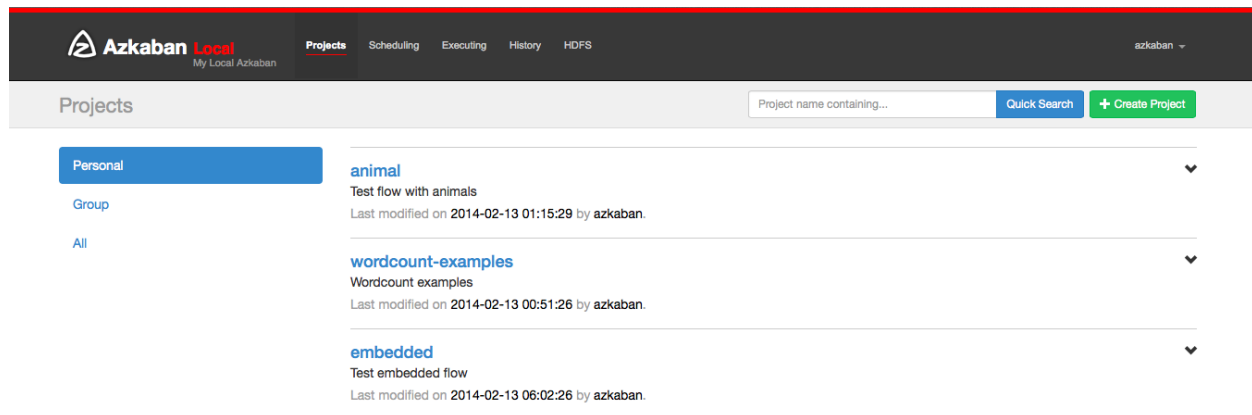 Azkaban Local
My Local Azkaban
Projects Scheduling Executing History HDFS
azkaban
Projects
Project name containing...
Quick Search
+ Create Project
Personal
Group
All
animal
Test flow with animals
Last modified on 2014-02-13 01:15:29 by azkaban.
wordcount-examples
Wordcount examples
Last modified on 2014-02-13 00:51:26 by azkaban.
embedded
Test embedded flow
Last modified on 2014-02-13 06:02:26 by azkaban.